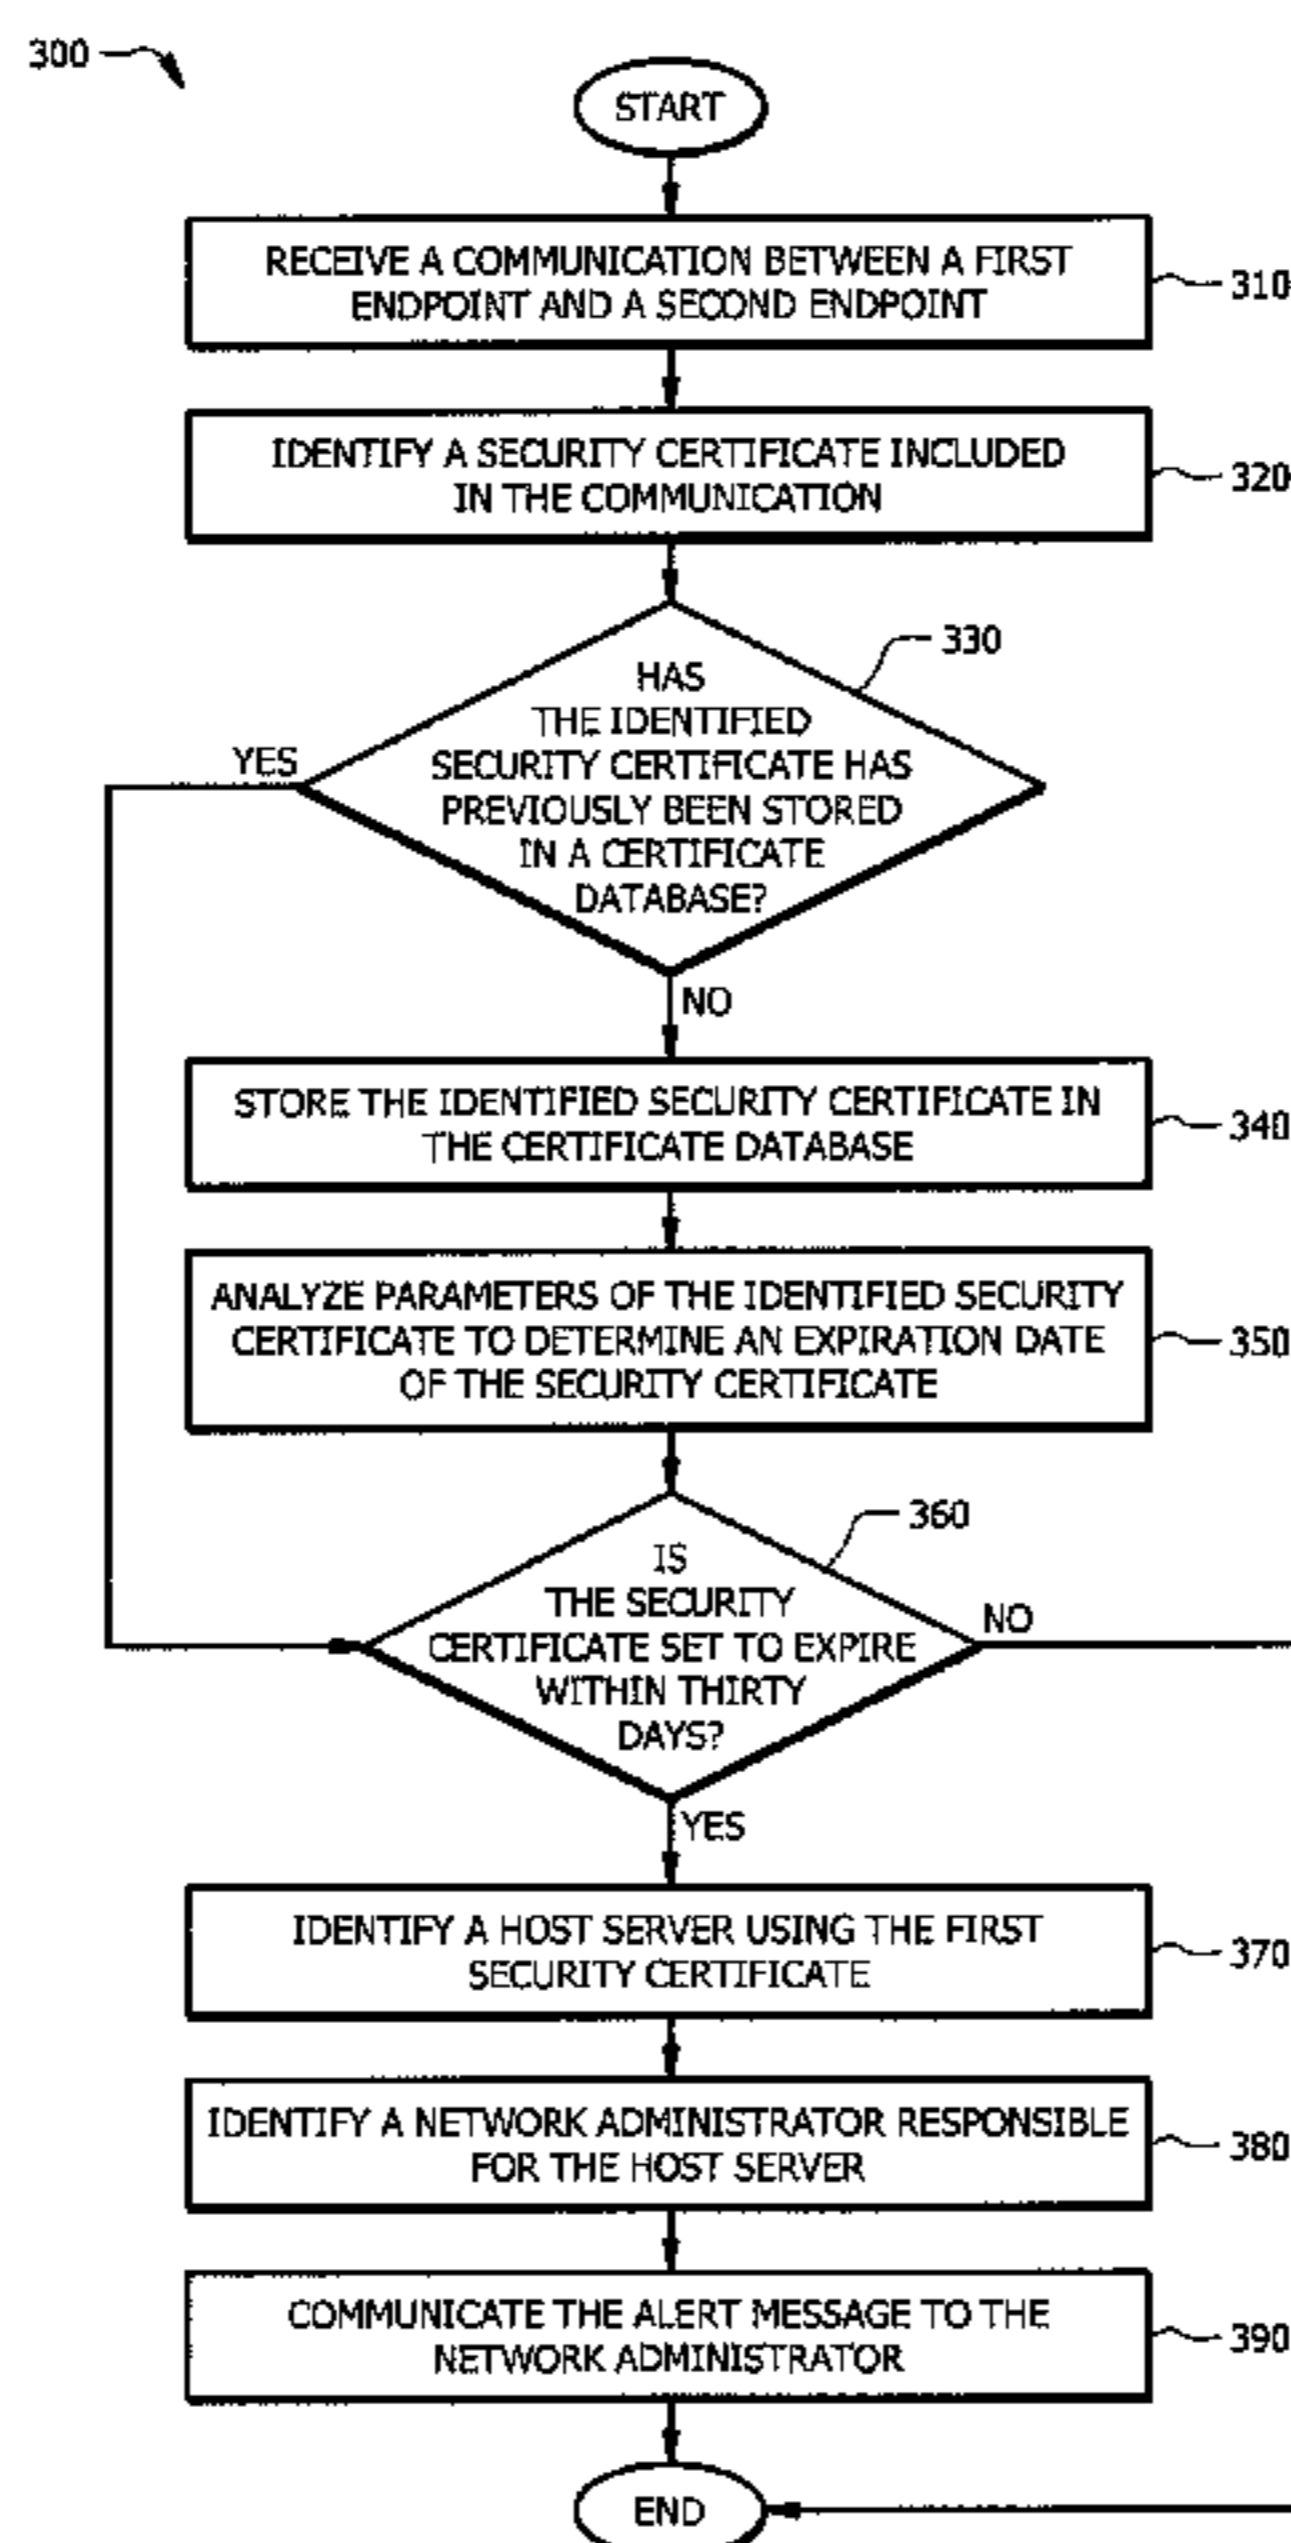 300
START
RECEIVE A COMMUNICATION BETWEEN A FIRST
ENDPOINT AND A SECOND ENDPOINT
310
IDENTIFY A SECURITY CERTIFICATE INCLUDED
IN THE COMMUNICATION
320
330
HAS
THE IDENTIFIED
SECURITY CERTIFICATE HAS
PREVIOUSLY BEEN STORED
IN A CERTIFICATE
DATABASE?
YES
NO
STORE THE IDENTIFIED SECURITY CERTIFICATE IN
THE CERTIFICATE DATABASE
340
ANALYZE PARAMETERS OF THE IDENTIFIED SECURITY
CERTIFICATE TO DETERMINE AN EXPIRATION DATE
OF THE SECURITY CERTIFICATE
350
360
IS
THE SECURITY
CERTIFICATE SET TO EXPIRE
WITHIN THIRTY
DAYS?
NO
YES
IDENTIFY A HOST SERVER USING THE FIRST
SECURITY CERTIFICATE
370
IDENTIFY A NETWORK ADMINISTRATOR RESPONSIBLE
FOR THE HOST SERVER
380
COMMUNICATE THE ALERT MESSAGE TO THE
NETWORK ADMINISTRATOR
390
END